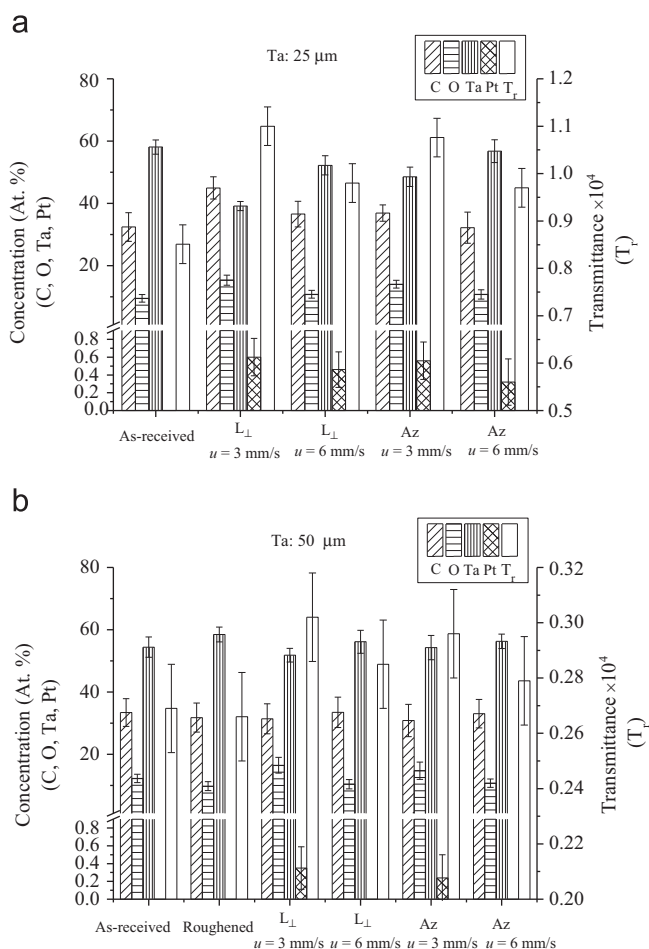 a
Ta: 25 μm
C O Ta Pt Tr
80
60
40
20
0.8
0.6
0.4
0.2
0.0
Concentration (At. %)
(C, O, Ta, Pt)
1.2
1.1
1.0
0.9
0.8
0.7
0.6
0.5
Transmittance ×10⁴
(Tr)
As-received
L⊥
u = 3 mm/s
L⊥
u = 6 mm/s
Az
u = 3 mm/s
Az
u = 6 mm/s
b
Ta: 50 μm
C O Ta Pt Tr
80
60
40
20
0.8
0.6
0.4
0.2
0.0
Concentration (At. %)
(C, O, Ta, Pt)
0.32
0.30
0.28
0.26
0.24
0.22
0.20
Transmittance ×10⁴
(Tr)
As-received
Roughened
L⊥
u = 3 mm/s
L⊥
u = 6 mm/s
Az
u = 3 mm/s
Az
u = 6 mm/s